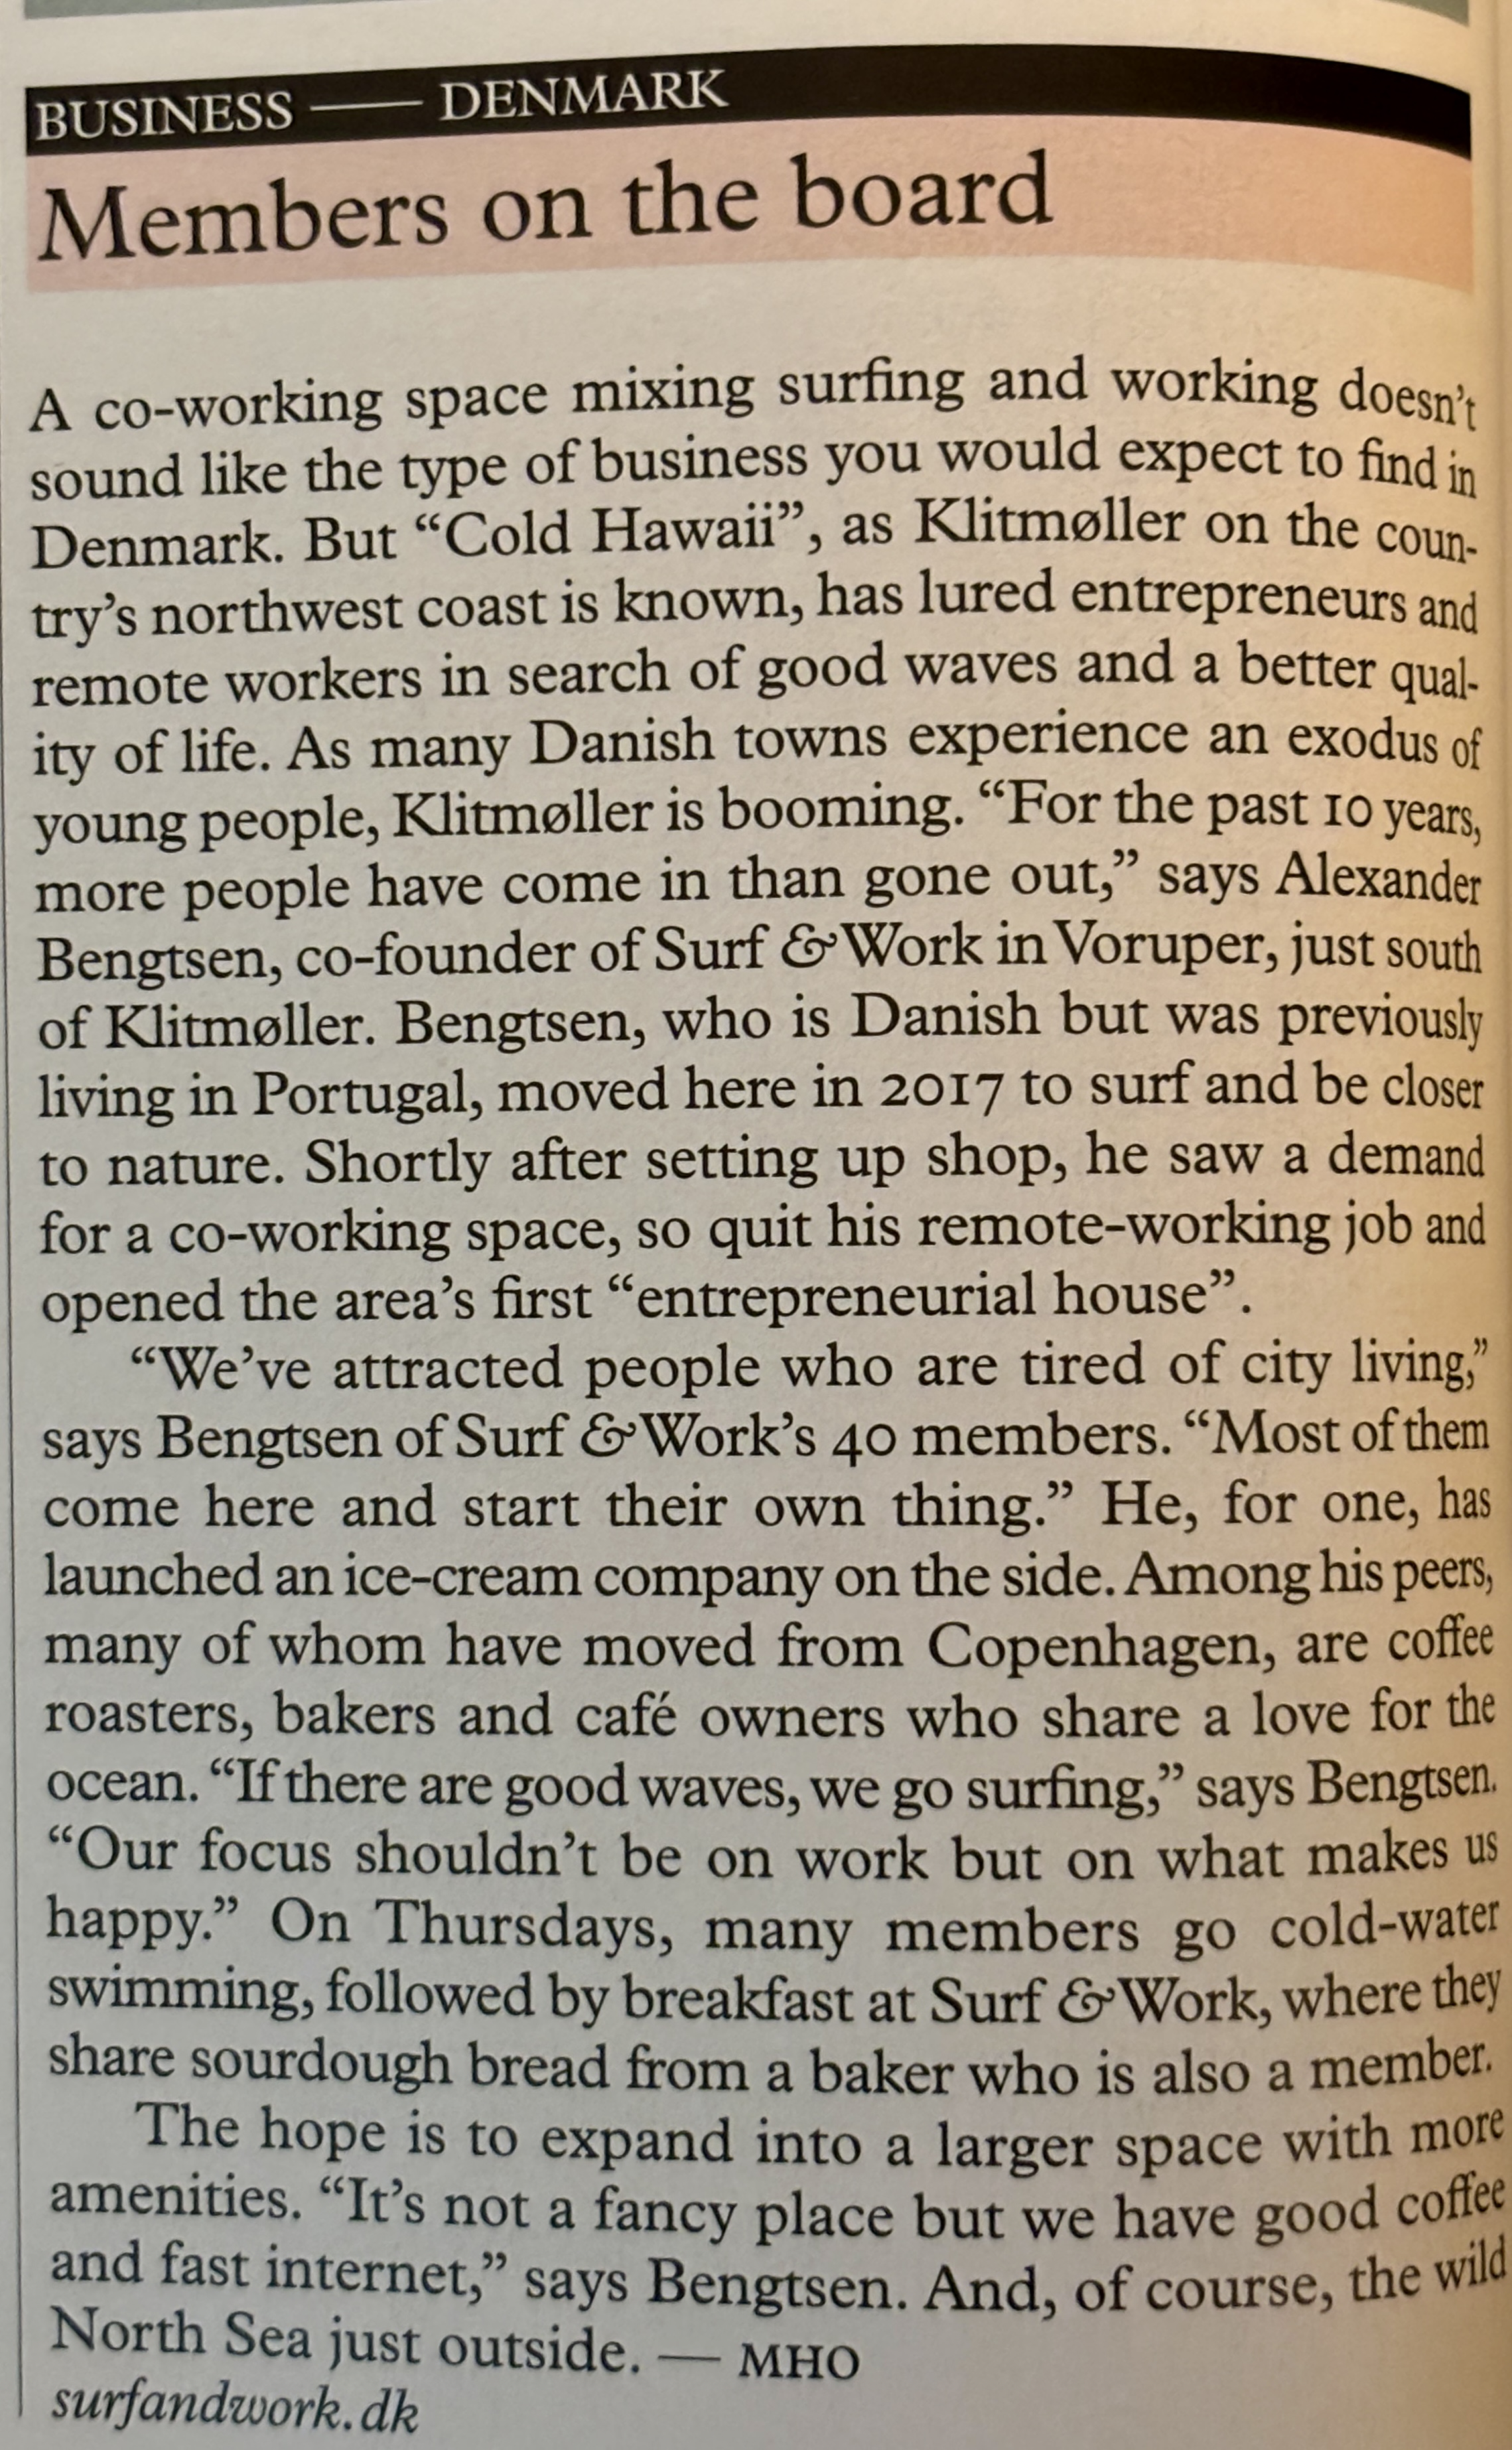 BUSINESS — DENMARK
Members on the board
A co-working space mixing surfing and working doesn't
sound like the type of business you would expect to find in
Denmark. But “Cold Hawaii”, as Klitmøller on the coun-
try's northwest coast is known, has lured entrepreneurs and
remote workers in search of good waves and a better qual-
ity of life. As many Danish towns experience an exodus of
young people, Klitmøller is booming. “For the past 10 years,
more people have come in than gone out,” says Alexander
Bengtsen, co-founder of Surf & Work in Voruper, just south
of Klitmøller. Bengtsen, who is Danish but was previously
living in Portugal, moved here in 2017 to surf and be closer
to nature. Shortly after setting up shop, he saw a demand
for a co-working space, so quit his remote-working job and
opened the area's first “entrepreneurial house”.
“We've attracted people who are tired of city living,”
says Bengtsen of Surf & Work's 40 members. “Most of them
come here and start their own thing.” He, for one, has
launched an ice-cream company on the side. Among his peers,
many of whom have moved from Copenhagen, are coffee
roasters, bakers and café owners who share a love for the
ocean. “If there are good waves, we go surfing,” says Bengtsen.
“Our focus shouldn't be on work but on what makes us
happy.” On Thursdays, many members go cold-water
swimming, followed by breakfast at Surf & Work, where they
share sourdough bread from a baker who is also a member.
The hope is to expand into a larger space with more
amenities. “It's not a fancy place but we have good coffee
and fast internet,” says Bengtsen. And, of course, the wild
North Sea just outside. — MHO
surfandwork.dk